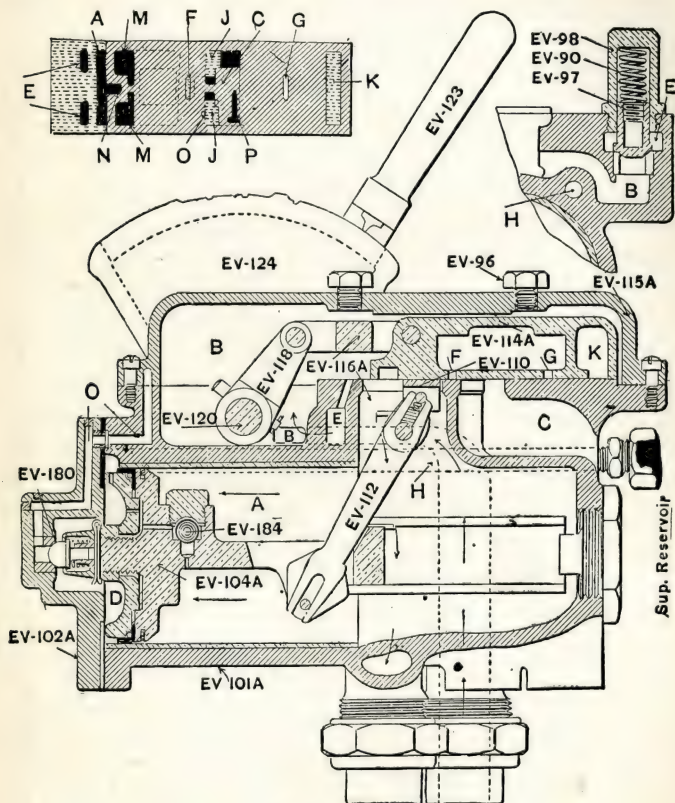 A M F J C G
E K
N M O J P
EV-98
EV-90
EV-97
E
B
H
EV-123
EV-124
EV-96
EV-115A
B
EV-118
EV-116A
EV-114A
EV-110
F G K
EV-120
B
E
C
O
EV-180
H
A
EV-184
EV-112
EV-104A
D
EV-102A
EV 101A
Sup. Reservoir